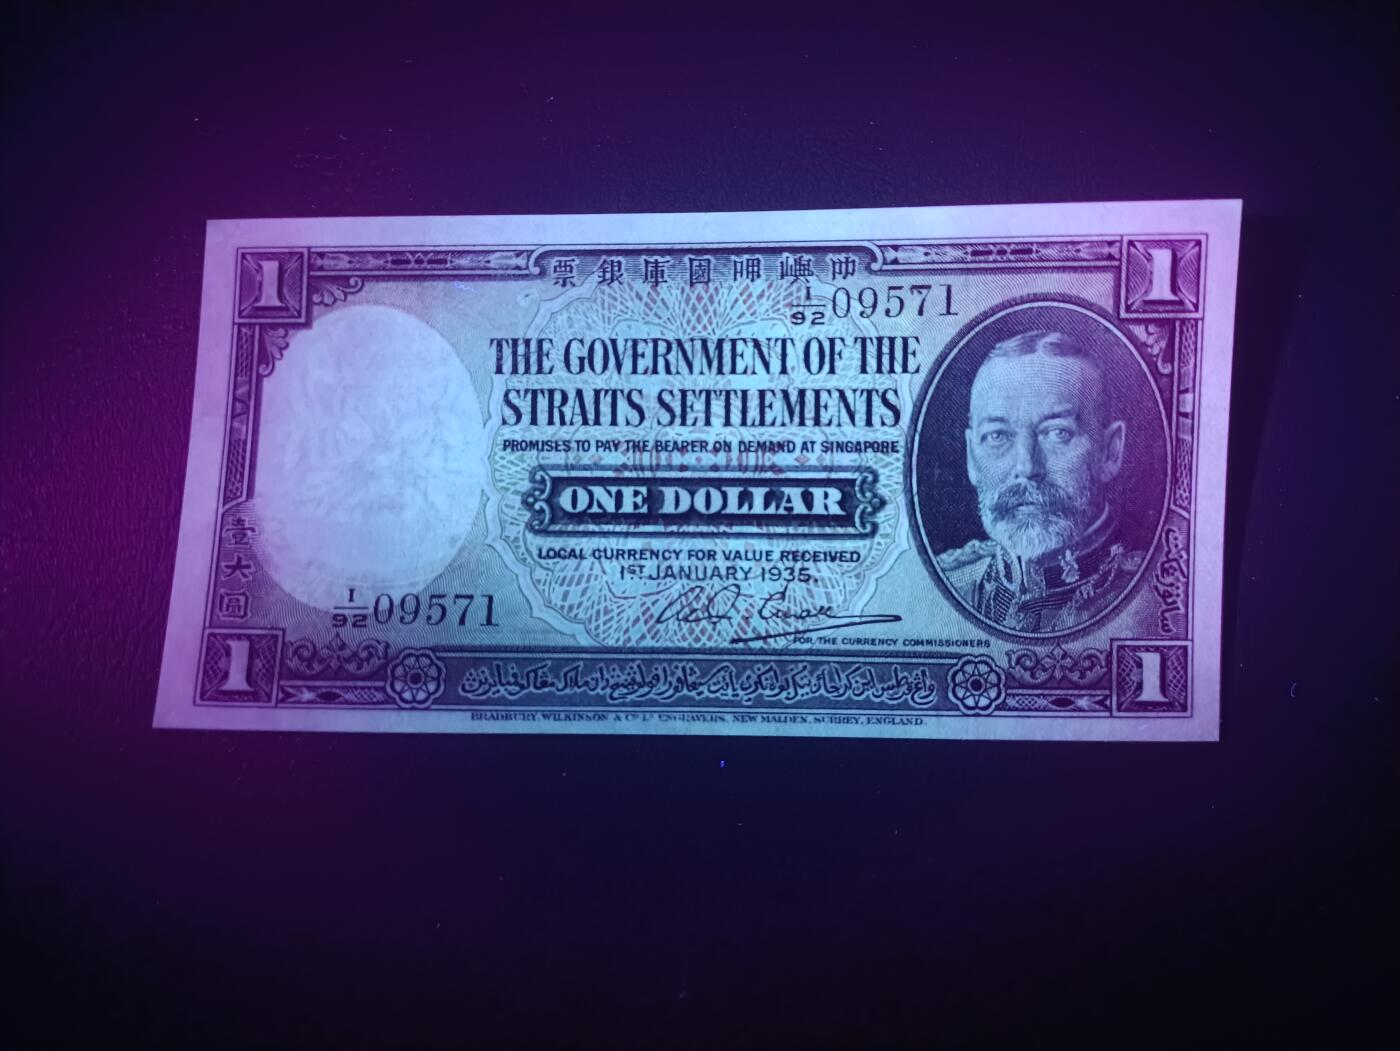 1
票銀庫國政嶼叻
1
I/92 09571
THE GOVERNMENT OF THE
STRAITS SETTLEMENTS
PROMISES TO PAY THE BEARER ON DEMAND AT SINGAPORE
ONE DOLLAR
LOCAL CURRENCY FOR VALUE RECEIVED
1ST JANUARY 1935.
壹大圓
I/92 09571
FOR THE CURRENCY COMMISSIONERS
1
1
BRADBURY, WILKINSON & CO. LD. ENGRAVERS, NEW MALDEN, SURREY, ENGLAND.